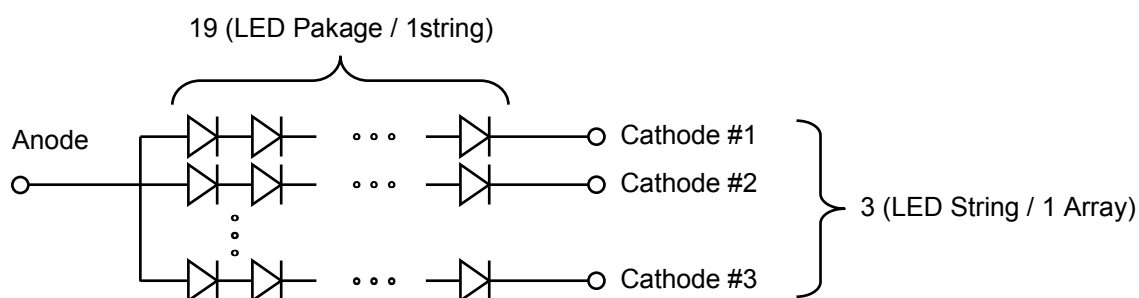 19 (LED Pakage / 1string)
Anode
Cathode #1
Cathode #2
3 (LED String / 1 Array)
Cathode #3